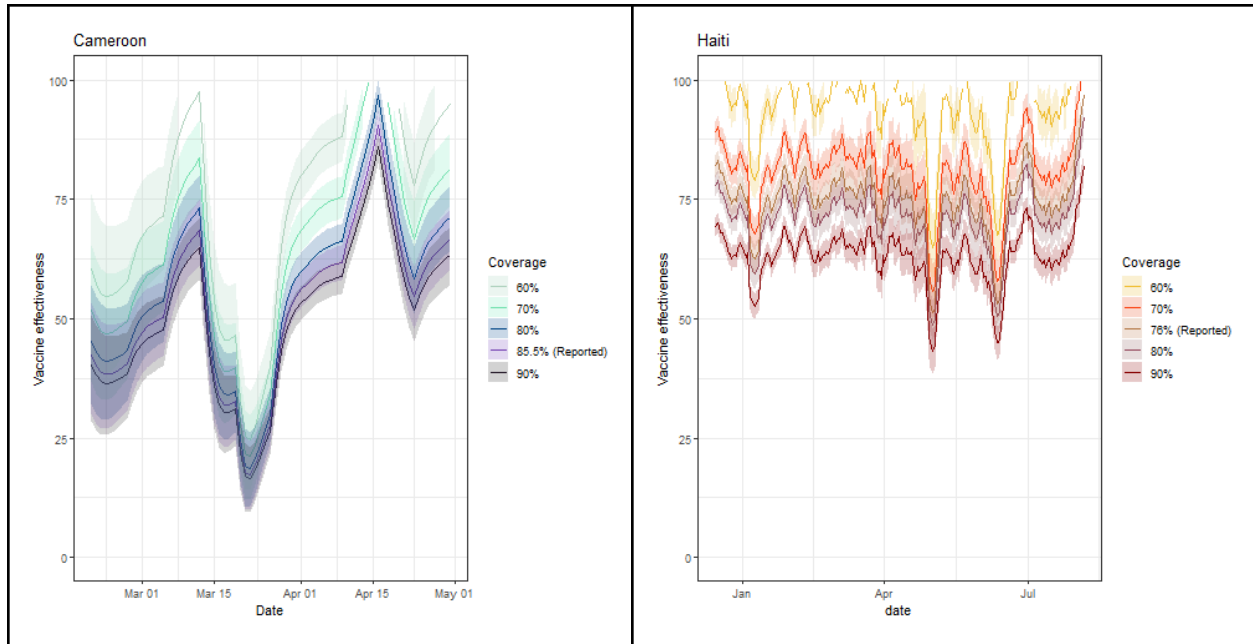 Cameroon
Vaccine effectiveness
100
75
50
25
0
Mar 01
Mar 15
Apr 01
Apr 15
May 01
Date
Coverage
60%
70%
80%
85.5% (Reported)
90%
Haiti
Vaccine effectiveness
100
75
50
25
0
Jan
Apr
Jul
date
Coverage
60%
70%
76% (Reported)
80%
90%